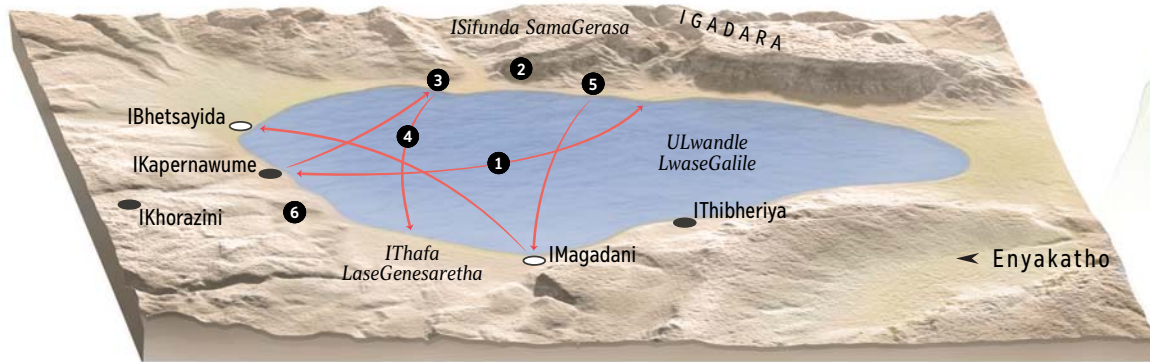 ISifunda SamaGerasa
IGADARA
3
2
5
IBhetsayida
4
ULwandle
LwaseGalile
IKapernawume
1
IKhorazini
6
IThibheriya
IThafa
LaseGenesaretha
IMagadani
Enyakatho